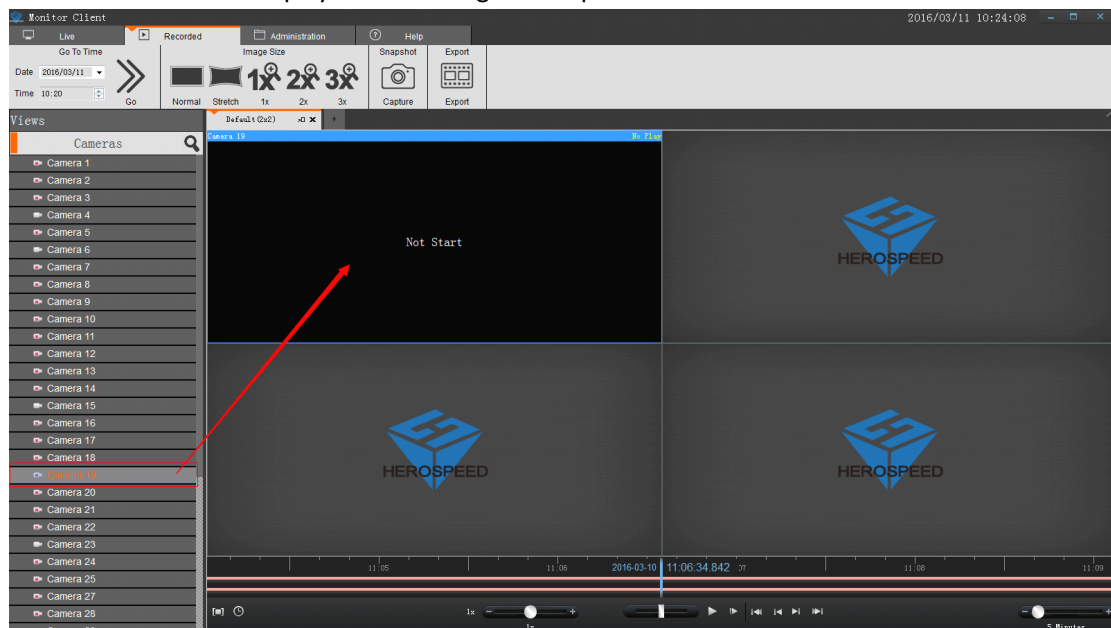 Monitor Client 2016/03/11 10:24:08
Live Recorded Administration Help
Go To Time Image Size Snapshot Export
Date 2016/03/11
Time 10:20
Go Normal Stretch 1x 2x 3x Capture Export
1x 2x 3x
Views Default(2x2)
Cameras
Camera 19 No Play
Camera 1
Camera 2
Camera 3
Camera 4
Camera 5
Camera 6
Camera 7
Camera 8
Camera 9
Camera 10
Camera 11
Camera 12
Camera 13
Camera 14
Camera 15
Camera 16
Camera 17
Camera 18
Camera 19
Camera 20
Camera 21
Camera 22
Camera 23
Camera 24
Camera 25
Camera 27
Camera 28
Not Start
HEROSPEED
HEROSPEED
HEROSPEED
11:05 11:06 2016-03-10 11:06:34.842 11:08 11:09
1x
1x 5 Minutes